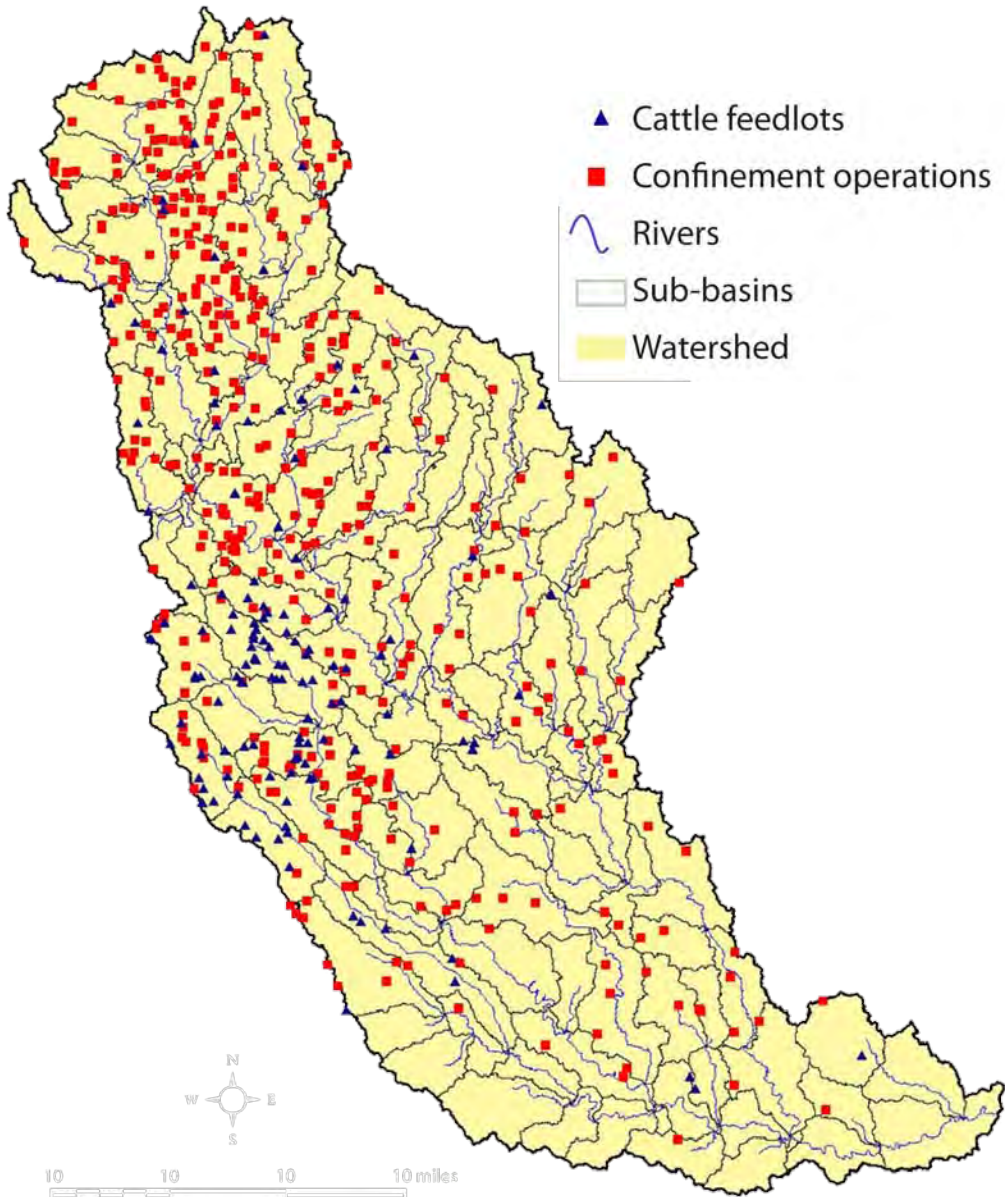 Cattle feedlots
Confinement operations
Rivers
Sub-basins
Watershed
N
W E
S
10 10 10 10 miles